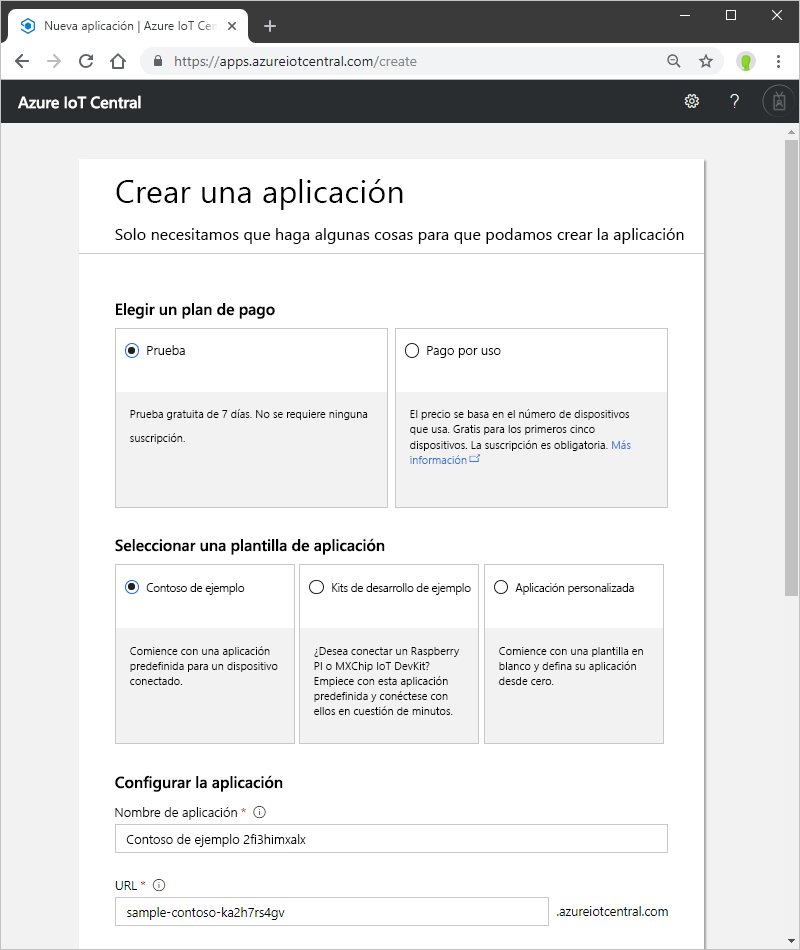 Nueva aplicación | Azure IoT Cen
https://apps.azureiotcentral.com/create
Azure IoT Central
?
Crear una aplicación
Solo necesitamos que haga algunas cosas para que podamos crear la aplicación
Elegir un plan de pago
Prueba
Prueba gratuita de 7 días. No se requiere ninguna
suscripción.
Pago por uso
El precio se basa en el número de dispositivos
que usa. Gratis para los primeros cinco
dispositivos. La suscripción es obligatoria. Más
información
Seleccionar una plantilla de aplicación
Contoso de ejemplo
Comience con una aplicación
predefinida para un dispositivo
conectado.
Kits de desarrollo de ejemplo
¿Desea conectar un Raspberry
PI o MXChip IoT DevKit?
Empiece con esta aplicación
predefinida y conéctese con
ellos en cuestión de minutos.
Aplicación personalizada
Comience con una plantilla en
blanco y defina su aplicación
desde cero.
Configurar la aplicación
Nombre de aplicación *
Contoso de ejemplo 2fi3himxalx
URL *
sample-contoso-ka2h7rs4gv
.azureiotcentral.com